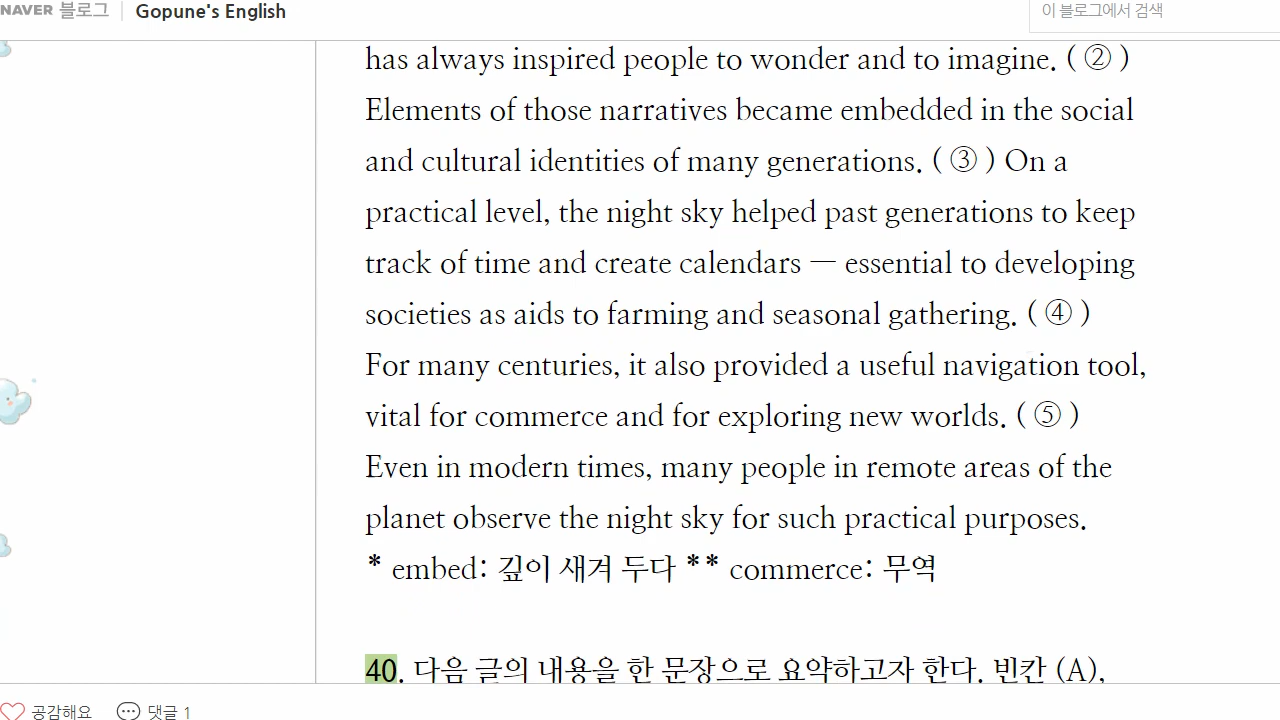 NAVER 블로그 | Gopune's English
이 블로그에서 검색
has always inspired people to wonder and to imagine. ( ② )
Elements of those narratives became embedded in the social
and cultural identities of many generations. ( ③ ) On a
practical level, the night sky helped past generations to keep
track of time and create calendars — essential to developing
societies as aids to farming and seasonal gathering. ( ④ )
For many centuries, it also provided a useful navigation tool,
vital for commerce and for exploring new worlds. ( ⑤ )
Even in modern times, many people in remote areas of the
planet observe the night sky for such practical purposes.
* embed: 깊이 새겨 두다 ** commerce: 무역
40. 다음 글의 내용을 한 문장으로 요약하고자 한다. 빈칸 (A),
공감해요 댓글 1